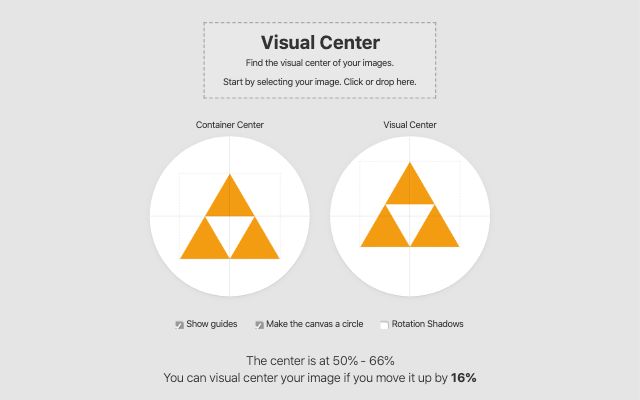 Visual Center
Find the visual center of your images.
Start by selecting your image. Click or drop here.
Container Center
Visual Center
Show guides
Make the canvas a circle
Rotation Shadows
The center is at 50% - 66%
You can visual center your image if you move it up by 16%